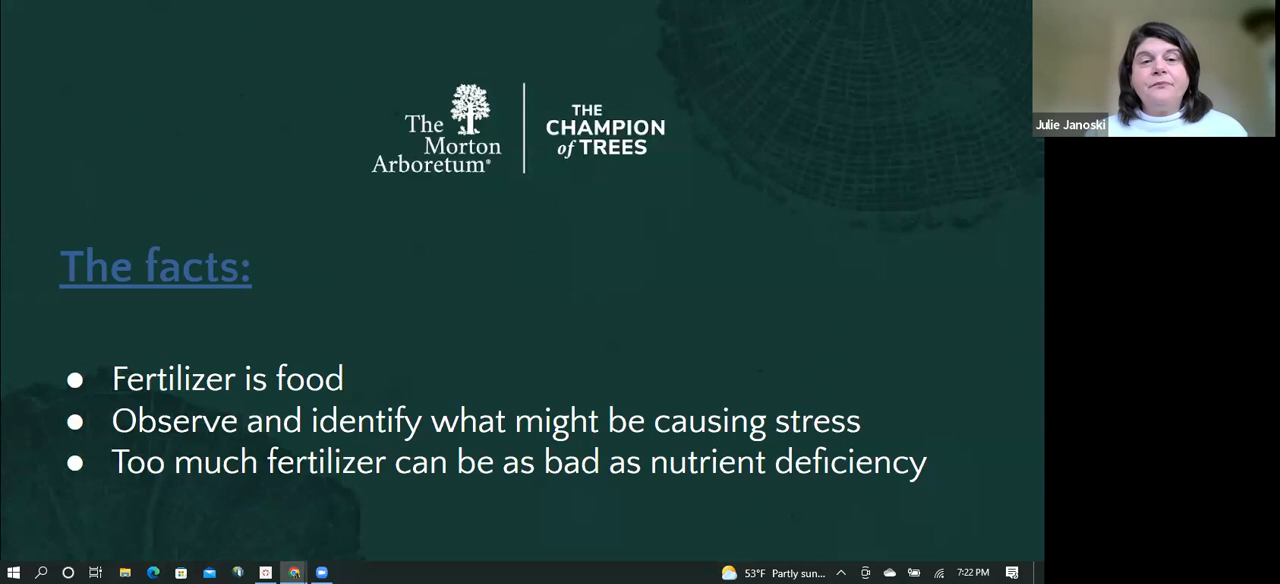 The
Morton
Arboretum®
THE
CHAMPION
of TREES
Julie Janoski
The facts:
● Fertilizer is food
● Observe and identify what might be causing stress
● Too much fertilizer can be as bad as nutrient deficiency
53°F Partly sun...
7:22 PM